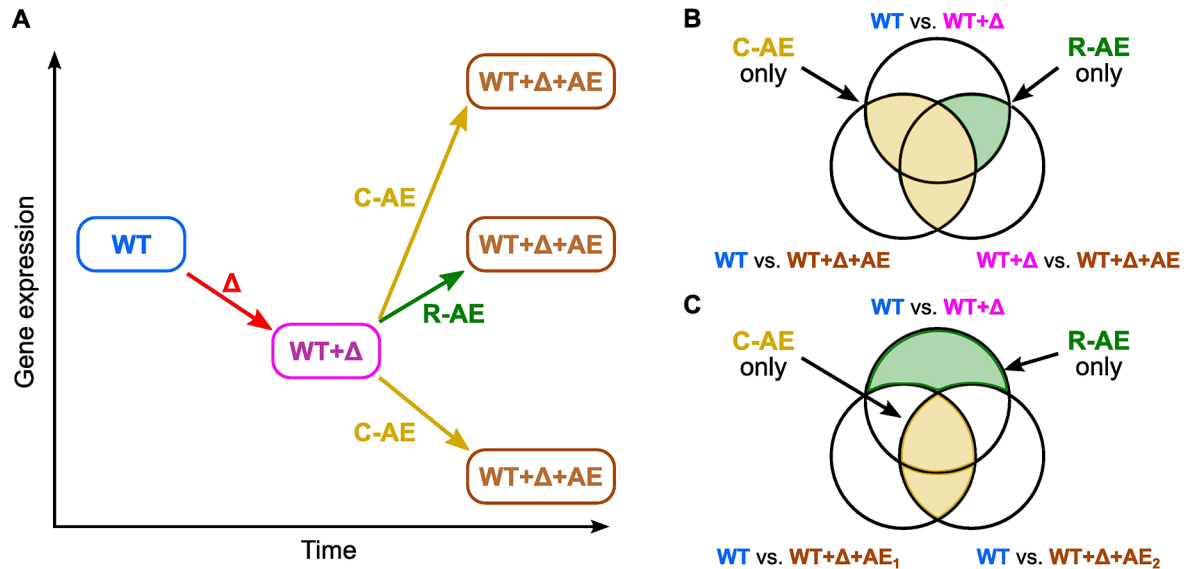 A
Gene expression
Time
WT
Δ
WT+Δ
C-AE
R-AE
C-AE
WT+Δ+AE
WT+Δ+AE
WT+Δ+AE
B
WT vs. WT+Δ
C-AE
only
R-AE
only
WT vs. WT+Δ+AE
WT+Δ vs. WT+Δ+AE
C
WT vs. WT+Δ
C-AE
only
R-AE
only
WT vs. WT+Δ+AE₁
WT vs. WT+Δ+AE₂